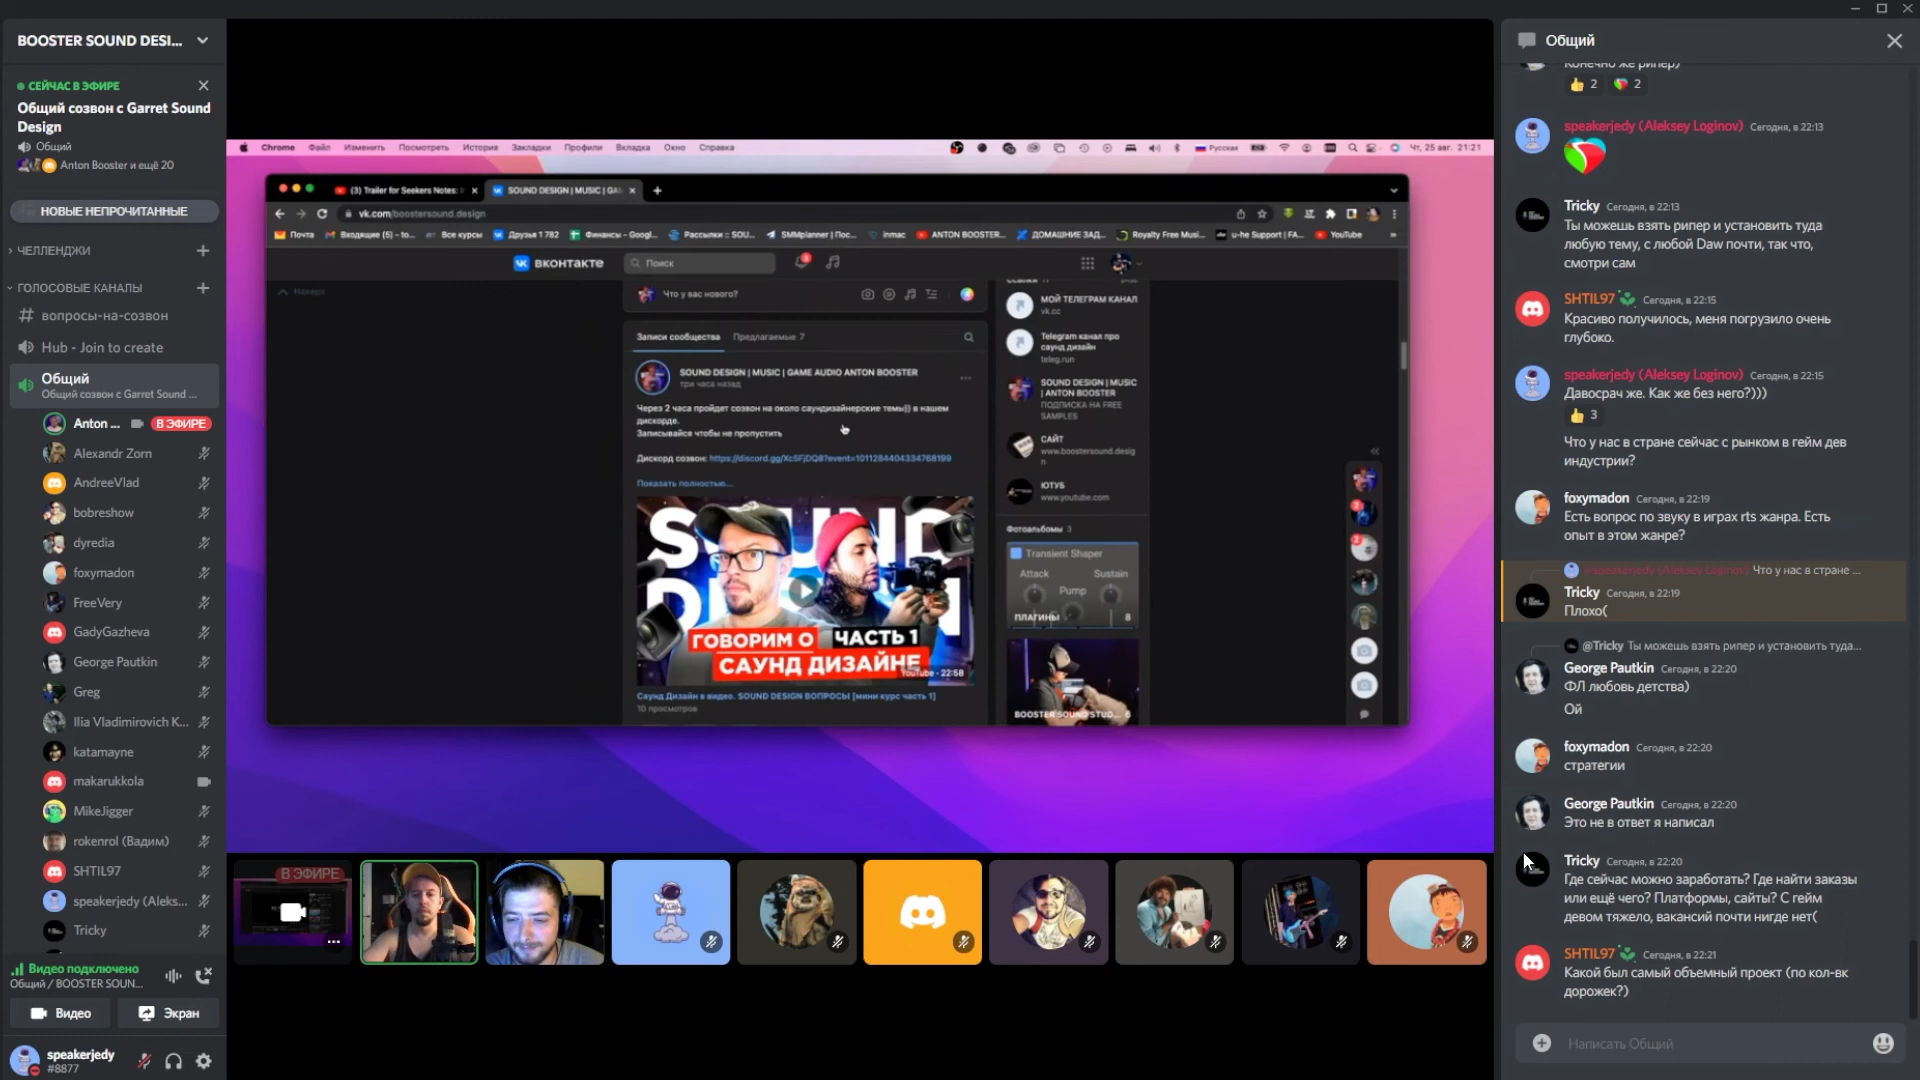 BOOSTER SOUND DESI...
СЕЙЧАС В ЭФИРЕ
Общий созвон с Garret Sound
Design
Общий
Anton Booster и ещё 20
НОВЫЕ НЕПРОЧИТАННЫЕ
ЧЕЛЛЕНДЖИ
ГОЛОСОВЫЕ КАНАЛЫ
вопросы-на-созвон
Hub - Join to create
Общий
Общий созвон с Garret Sound ...
Anton ...
В ЭФИРЕ
Alexandr Zorn
AndreeVlad
bobreshow
dyredia
foxymadon
FreeVery
GadyGazheva
George Pautkin
Greg
Ilia Vladimirovich K...
katamayne
makarukkola
MikeJigger
rokenrol (Вадим)
SHTIL97
speakerjedy (Aleks...
Tricky
Видео подключено
Общий / BOOSTER SOUN...
Видео
Экран
speakerjedy
#8877
Chrome Файл Изменить Посмотреть История Закладки Профили Вкладка Окно Справка
Русская
Чт, 25 авг. 21:21
(3) Trailer for Seekers Notes:
SOUND DESIGN | MUSIC | GA
vk.com/boostersound.design
Почта
Входящие (5) - to...
Все курсы
Друзья 1 782
Финансы - Googl...
Рассылки :: SOU...
SMMplanner | Пос...
inmac
ANTON BOOSTER...
ДОМАШНИЕ ЗАД...
Royalty Free Musi...
u-he Support | FA...
YouTube
ВКОНТАКТЕ
Поиск
Наверх
Что у вас нового?
Записи сообщества
Предлагаемые 7
SOUND DESIGN | MUSIC | GAME AUDIO ANTON BOOSTER
три часа назад
Через 2 часа пройдет созвон на около саундизайнерские темы)) в нашем
дискорде.
Записывайся чтобы не пропустить
Дискорд созвон: https://discord.gg/XcSFjDQ8?event=1011284404334768199
Показать полностью...
SOUND
DESIGN
ГОВОРИМ О ЧАСТЬ 1
САУНД ДИЗАЙНЕ
YouTube · 22:58
Саунд Дизайн в видео. SOUND DESIGN ВОПРОСЫ [мини курс часть 1]
10 просмотров
МОЙ ТЕЛЕГРАМ КАНАЛ
vk.cc
Telegram канал про
саунд дизайн
teleg.run
SOUND DESIGN | MUSIC
| ANTON BOOSTER
ПОДПИСКА НА FREE
SAMPLES
САЙТ
www.boostersound.desig
n
ЮТУБ
www.youtube.com
Фотоальбомы 3
Transient Shaper
Attack
Sustain
Pump
ПЛАГИНЫ 8
BOOSTER SOUND STUD... 6
В ЭФИРЕ
Общий
Конечно же рипер)
2
2
speakerjedy (Aleksey Loginov) Сегодня, в 22:13
Tricky Сегодня, в 22:13
Ты можешь взять рипер и установить туда
любую тему, с любой Daw почти, так что,
смотри сам
SHTIL97 Сегодня, в 22:15
Красиво получилось, меня погрузило очень
глубоко.
speakerjedy (Aleksey Loginov) Сегодня, в 22:15
Давосрач же. Как же без него?)))
3
Что у нас в стране сейчас с рынком в гейм дев
индустрии?
foxymadon Сегодня, в 22:19
Есть вопрос по звуку в играх rts жанра. Есть
опыт в этом жанре?
speakerjedy (Aleksey Loginov) Что у нас в стране ...
Tricky Сегодня, в 22:19
Плохо(
@Tricky Ты можешь взять рипер и установить туда...
George Pautkin Сегодня, в 22:20
ФЛ любовь детства)
Ой
foxymadon Сегодня, в 22:20
стратегии
George Pautkin Сегодня, в 22:20
Это не в ответ я написал
Tricky Сегодня, в 22:20
Где сейчас можно заработать? Где найти заказы
или ещё чего? Платформы, сайты? С гейм
девом тяжело, вакансий почти нигде нет(
SHTIL97 Сегодня, в 22:21
Какой был самый объемный проект (по кол-вк
дорожек?)
Написать Общий